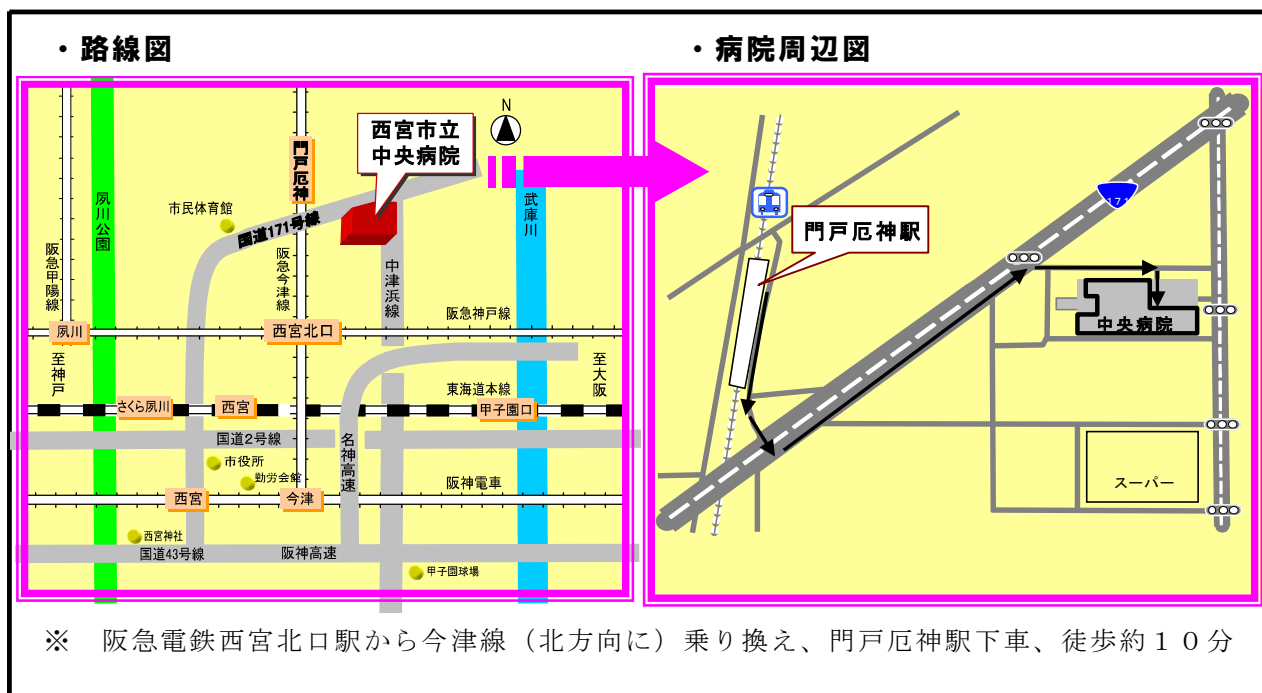 ・路線図
・病院周辺図
西宮市立
中央病院
N
門戸厄神
夙川公園
市民体育館
国道171号線
武庫川
阪急甲陽線
阪急今津線
中津浜線
阪急神戸線
夙川
西宮北口
至神戸
至大阪
東海道本線
さくら夙川
西宮
甲子園口
国道2号線
名神高速
市役所
勤労会館
阪神電車
西宮
今津
西宮神社
国道43号線
阪神高速
甲子園球場
171
門戸厄神駅
中央病院
スーパー
※　阪急電鉄西宮北口駅から今津線（北方向に）乗り換え、門戸厄神駅下車、徒歩約１０分